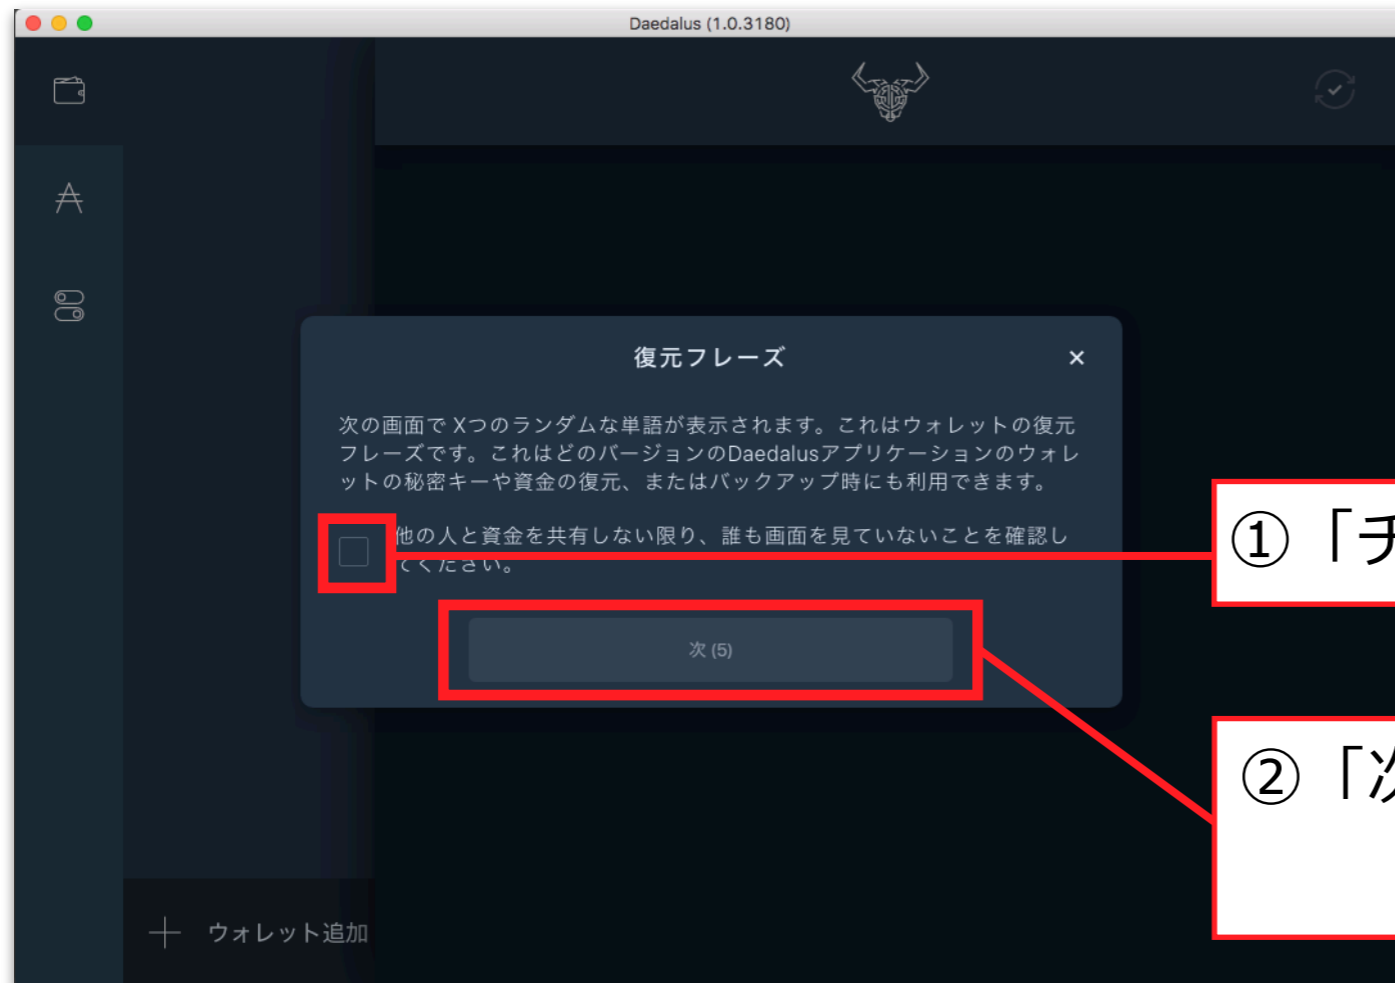 Daedalus (1.0.3180)
復元フレーズ
×
次の画面で Xつのランダムな単語が表示されます。これはウォレットの復元
フレーズです。これはどのバージョンのDaedalusアプリケーションのウォレ
ットの秘密キーや資金の復元、またはバックアップ時にも利用できます。
他の人と資金を共有しない限り、誰も画面を見ていないことを確認し
てください。
次 (5)
①「チ
②「次
ウォレット追加